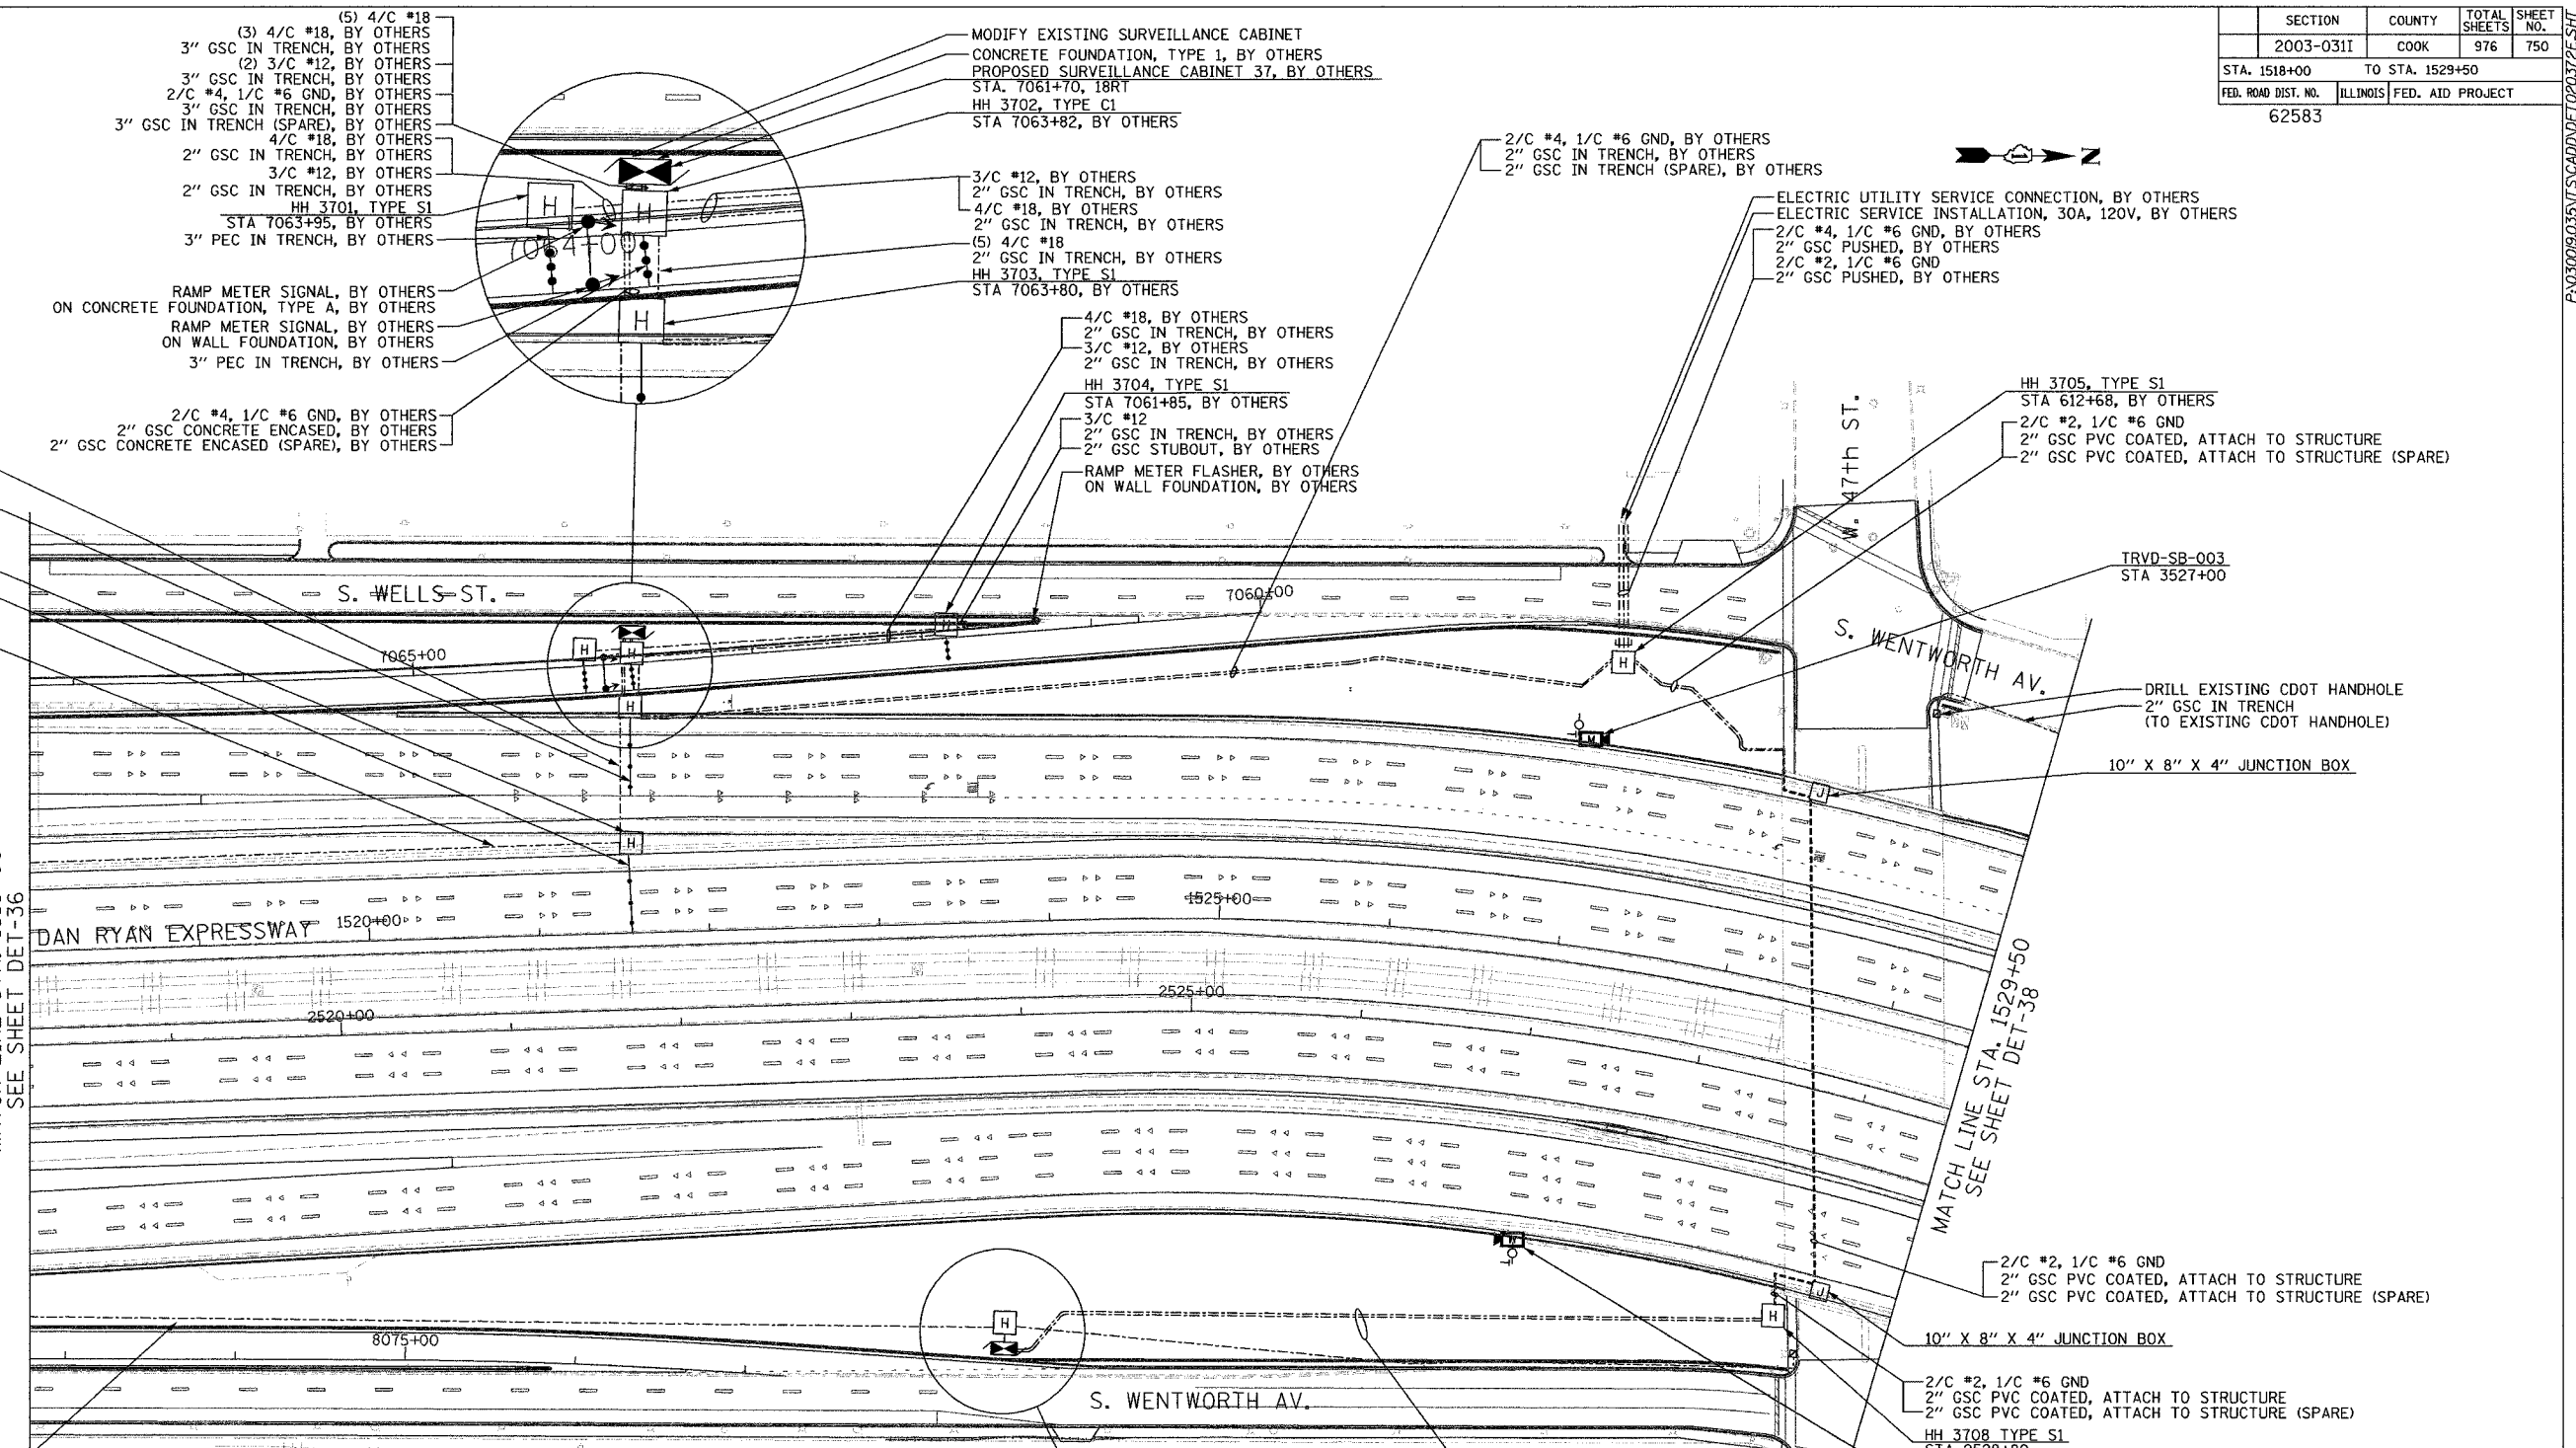 (5) 4/C #18
(3) 4/C #18, BY OTHERS
3" GSC IN TRENCH, BY OTHERS
(2) 3/C #12, BY OTHERS
3" GSC IN TRENCH, BY OTHERS
2/C #4, 1/C #6 GND, BY OTHERS
3" GSC IN TRENCH, BY OTHERS
3" GSC IN TRENCH (SPARE), BY OTHERS
4/C #18, BY OTHERS
2" GSC IN TRENCH, BY OTHERS
3/C #12, BY OTHERS
2" GSC IN TRENCH, BY OTHERS
HH 3701, TYPE S1
STA 7063+95, BY OTHERS
3" PEC IN TRENCH, BY OTHERS
RAMP METER SIGNAL, BY OTHERS
ON CONCRETE FOUNDATION, TYPE A, BY OTHERS
RAMP METER SIGNAL, BY OTHERS
ON WALL FOUNDATION, BY OTHERS
3" PEC IN TRENCH, BY OTHERS
2/C #4, 1/C #6 GND, BY OTHERS
2" GSC CONCRETE ENCASED, BY OTHERS
2" GSC CONCRETE ENCASED (SPARE), BY OTHERS
H
H
7064+00
H
MODIFY EXISTING SURVEILLANCE CABINET
CONCRETE FOUNDATION, TYPE 1, BY OTHERS
PROPOSED SURVEILLANCE CABINET 37, BY OTHERS
STA. 7061+70, 18RT
HH 3702, TYPE C1
STA 7063+82, BY OTHERS
3/C #12, BY OTHERS
2" GSC IN TRENCH, BY OTHERS
4/C #18, BY OTHERS
2" GSC IN TRENCH, BY OTHERS
(5) 4/C #18
2" GSC IN TRENCH, BY OTHERS
HH 3703, TYPE S1
STA 7063+80, BY OTHERS
4/C #18, BY OTHERS
2" GSC IN TRENCH, BY OTHERS
3/C #12, BY OTHERS
2" GSC IN TRENCH, BY OTHERS
HH 3704, TYPE S1
STA 7061+85, BY OTHERS
3/C #12
2" GSC IN TRENCH, BY OTHERS
2" GSC STUBOUT, BY OTHERS
RAMP METER FLASHER, BY OTHERS
ON WALL FOUNDATION, BY OTHERS
2/C #4, 1/C #6 GND, BY OTHERS
2" GSC IN TRENCH, BY OTHERS
2" GSC IN TRENCH (SPARE), BY OTHERS
N
ELECTRIC UTILITY SERVICE CONNECTION, BY OTHERS
ELECTRIC SERVICE INSTALLATION, 30A, 120V, BY OTHERS
2/C #4, 1/C #6 GND, BY OTHERS
2" GSC PUSHED, BY OTHERS
2/C #2, 1/C #6 GND
2" GSC PUSHED, BY OTHERS
SECTION COUNTY TOTAL SHEETS SHEET NO.
2003-031I COOK 976 750
STA. 1518+00 TO STA. 1529+50
FED. ROAD DIST. NO. ILLINOIS FED. AID PROJECT
62583
HH 3705, TYPE S1
STA 612+68, BY OTHERS
2/C #2, 1/C #6 GND
2" GSC PVC COATED, ATTACH TO STRUCTURE
2" GSC PVC COATED, ATTACH TO STRUCTURE (SPARE)
W. 47th ST.
TRVD-SB-003
STA 3527+00
S. WENTWORTH AV.
DRILL EXISTING CDOT HANDHOLE
2" GSC IN TRENCH
(TO EXISTING CDOT HANDHOLE)
10" X 8" X 4" JUNCTION BOX
S. WELLS ST.
7060+00
7065+00
H
H
H
H
H
M
J
H
1520+00
1525+00
DAN RYAN EXPRESSWAY
SEE SHEET DET-36
2520+00
2525+00
MATCH LINE STA. 1529+50
SEE SHEET DET-38
2/C #2, 1/C #6 GND
2" GSC PVC COATED, ATTACH TO STRUCTURE
2" GSC PVC COATED, ATTACH TO STRUCTURE (SPARE)
J
H
H
10" X 8" X 4" JUNCTION BOX
8075+00
S. WENTWORTH AV.
2/C #2, 1/C #6 GND
2" GSC PVC COATED, ATTACH TO STRUCTURE
2" GSC PVC COATED, ATTACH TO STRUCTURE (SPARE)
HH 3708 TYPE S1